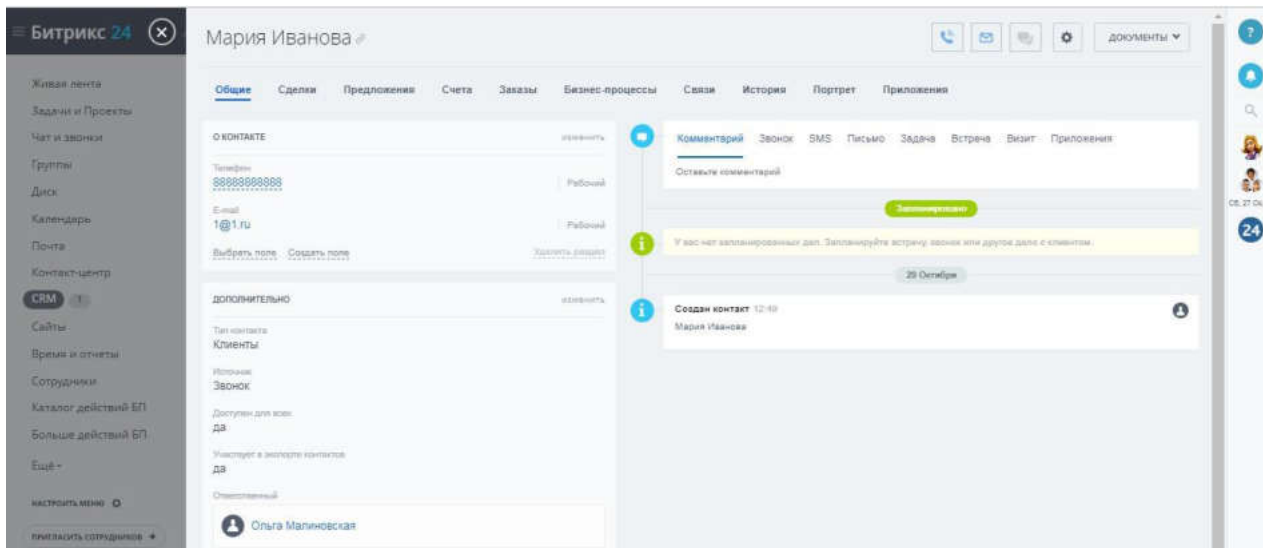 Битрикс 24
Мария Иванова
ДОКУМЕНТЫ
Живая лента
Задачи и Проекты
Чат и звонки
Группы
Диск
Календарь
Почта
Контакт-центр
CRM 1
Сайты
Время и отчеты
Сотрудники
Каталог действий БП
Больше действий БП
Ещё
НАСТРОИТЬ МЕНЮ
ПРИГЛАСИТЬ СОТРУДНИКОВ
Общие Сделки Предложения Счета Заказы Бизнес-процессы Связи История Портрет Приложения
О КОНТАКТЕ изменить
Телефон
88888888888 Рабочий
E-mail
1@1.ru Рабочий
Выбрать поле Создать поле Удалить раздел
ДОПОЛНИТЕЛЬНО изменить
Тип контакта
Клиенты
Источник
Звонок
Доступен для всех
да
Участвует в экспорте контактов
да
Ответственный
Ольга Малиновская
Комментарий Звонок SMS Письмо Задача Встреча Визит Приложения
Оставьте комментарий
Запланировано
У вас нет запланированных дел. Запланируйте встречу, звонок или другое дело с клиентом.
29 Октября
Создан контакт 12:49
Мария Иванова
?
Сб, 27 Ок
24